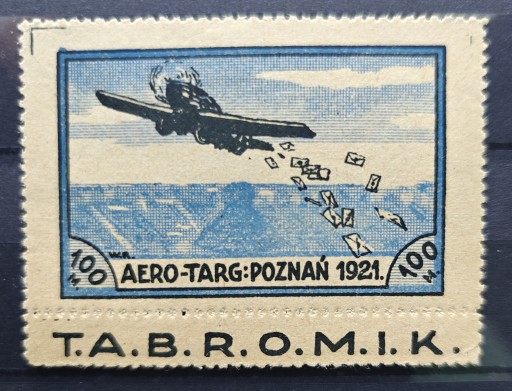 W.R.
100
M.
AERO-TARG:POZNAŃ 1921.
100
M.
T.A.B.R.O.M.I.K.